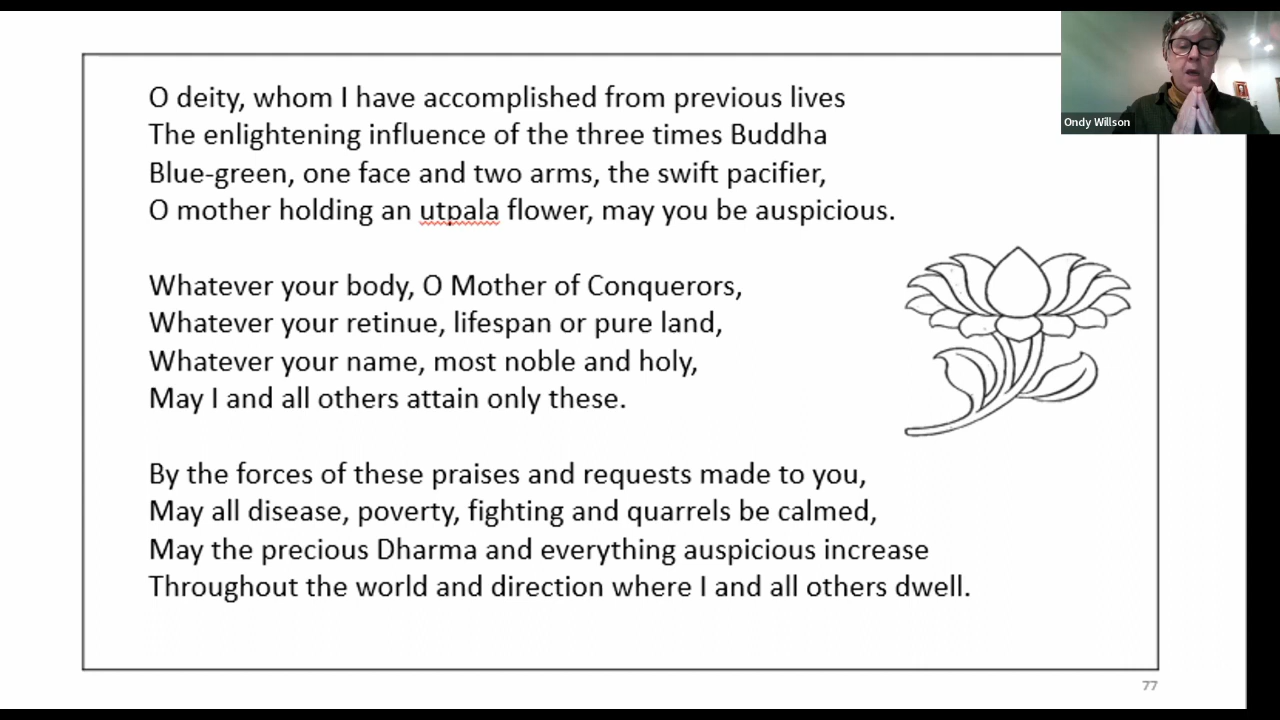 O deity, whom I have accomplished from previous lives
The enlightening influence of the three times Buddha
Blue-green, one face and two arms, the swift pacifier,
O mother holding an utpala flower, may you be auspicious.
Whatever your body, O Mother of Conquerors,
Whatever your retinue, lifespan or pure land,
Whatever your name, most noble and holy,
May I and all others attain only these.
By the forces of these praises and requests made to you,
May all disease, poverty, fighting and quarrels be calmed,
May the precious Dharma and everything auspicious increase
Throughout the world and direction where I and all others dwell.
77
Ondy Willson